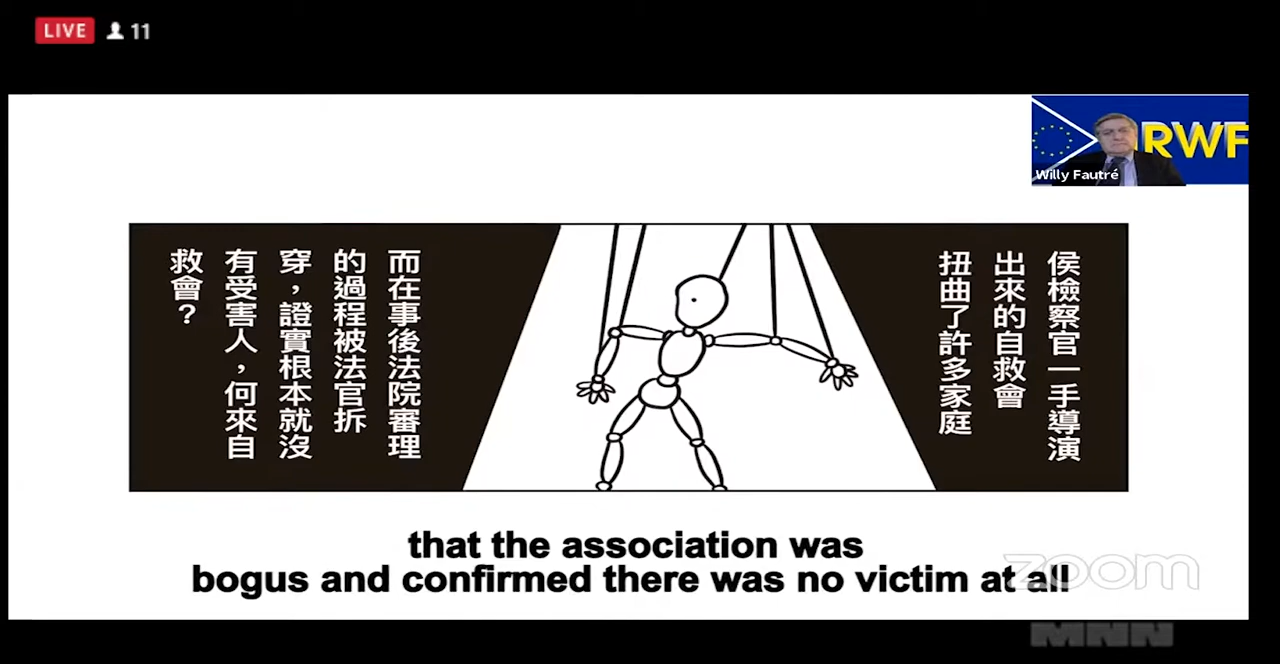 LIVE 11
RWF
Willy Fautré
侯檢察官一手導演
出來的自救會
扭曲了許多家庭
而在事後法院審理
的過程被法官拆
穿，證實根本就沒
有受害人，何來自
救會？
that the association was
bogus and confirmed there was no victim at all
zoom
MNN